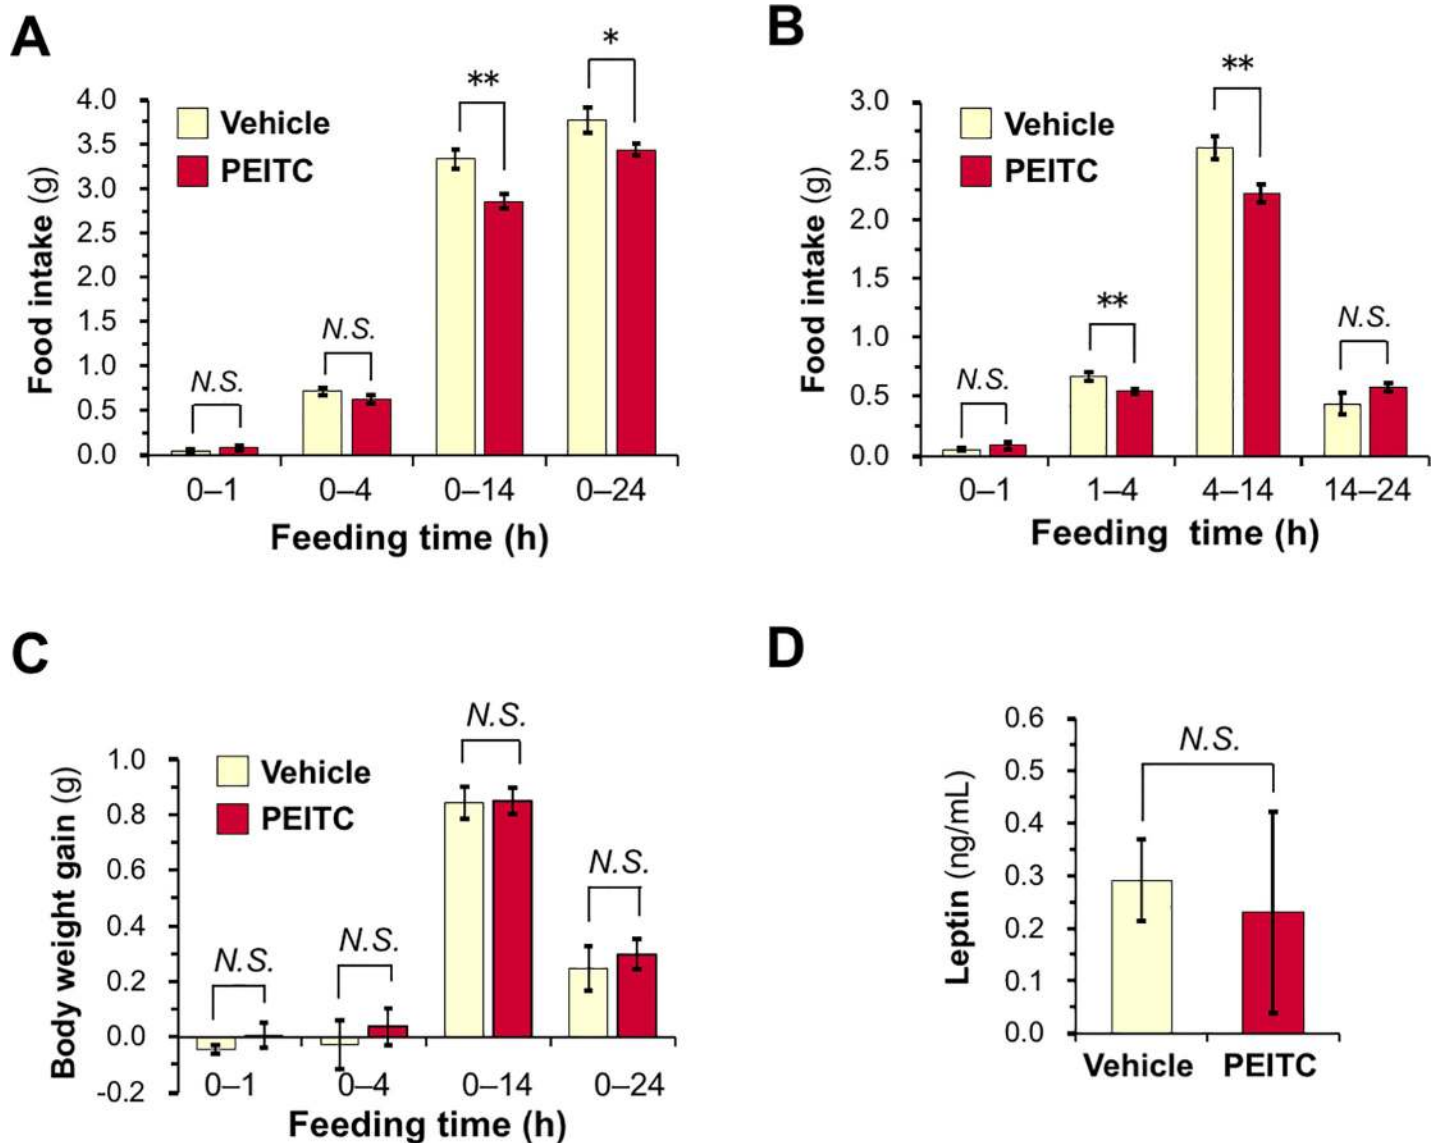 A
Food intake (g)
4.0
3.5
3.0
2.5
2.0
1.5
1.0
0.5
0.0
Vehicle
PEITC
N.S.
N.S.
**
*
0–1 0–4 0–14 0–24
Feeding time (h)
B
Food intake (g)
3.0
2.5
2.0
1.5
1.0
0.5
0.0
Vehicle
PEITC
N.S.
**
**
N.S.
0–1 1–4 4–14 14–24
Feeding time (h)
C
Body weight gain (g)
1.0
0.8
0.6
0.4
0.2
0.0
-0.2
Vehicle
PEITC
N.S.
N.S.
N.S.
N.S.
0–1 0–4 0–14 0–24
Feeding time (h)
D
Leptin (ng/mL)
0.6
0.5
0.4
0.3
0.2
0.1
0.0
N.S.
Vehicle PEITC